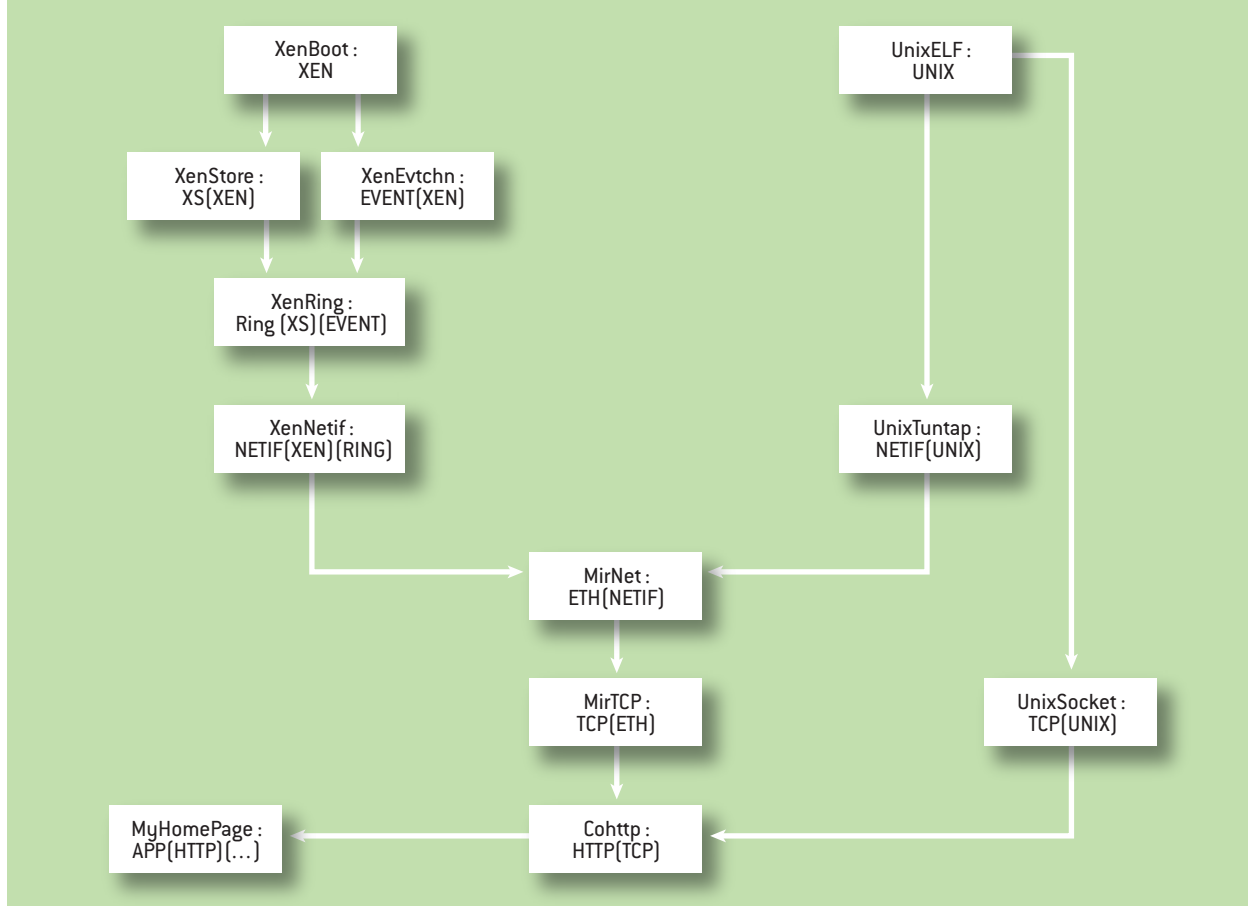 XenBoot :
XEN
UnixELF :
UNIX
XenStore :
XS(XEN)
XenEvtchn :
EVENT(XEN)
XenRing :
Ring (XS)(EVENT)
XenNetif :
NETIF(XEN)(RING)
UnixTuntap :
NETIF(UNIX)
MirNet :
ETH(NETIF)
MirTCP :
TCP(ETH)
UnixSocket :
TCP(UNIX)
MyHomePage :
APP(HTTP)(...)
Cohttp :
HTTP(TCP)